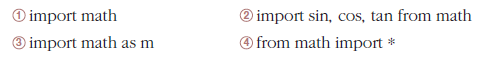 ① import math ② import sin, cos, tan from math
③ import math as m ④ from math import *